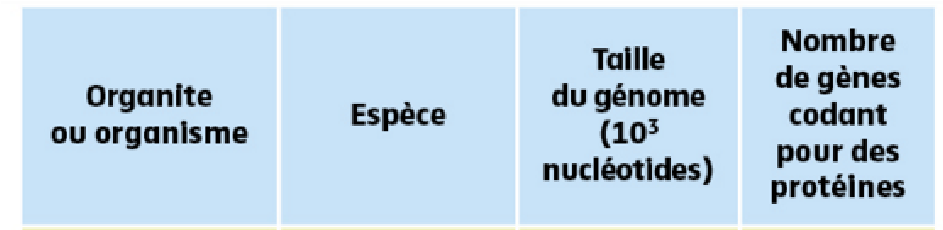 Organite
ou organisme
Espèce
Taille
du génome
(10³
nucléotides)
Nombre
de gènes
codant
pour des
protéines